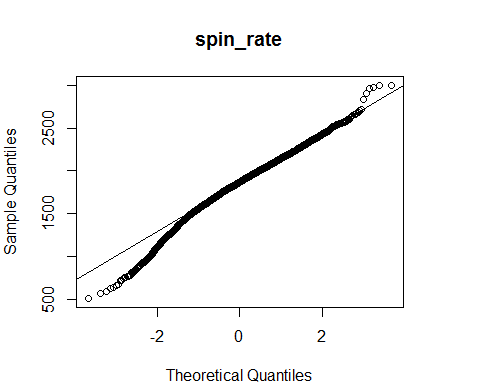 spin_rate
Sample Quantiles
500 1500 2500
-2 0 2
Theoretical Quantiles